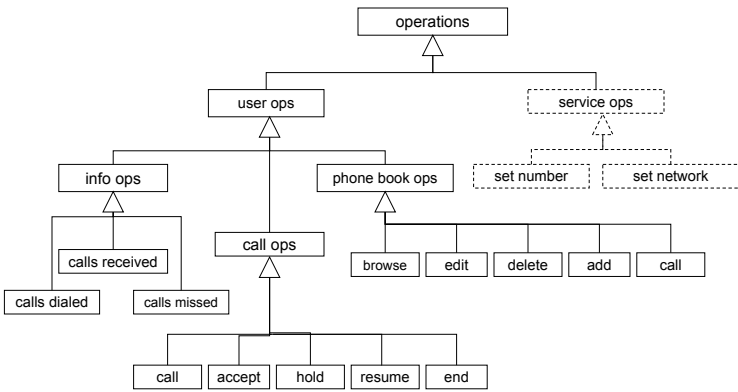 operations
user ops
service ops
info ops
phone book ops
set number
set network
call ops
calls received
browse
edit
delete
add
call
calls dialed
calls missed
call
accept
hold
resume
end